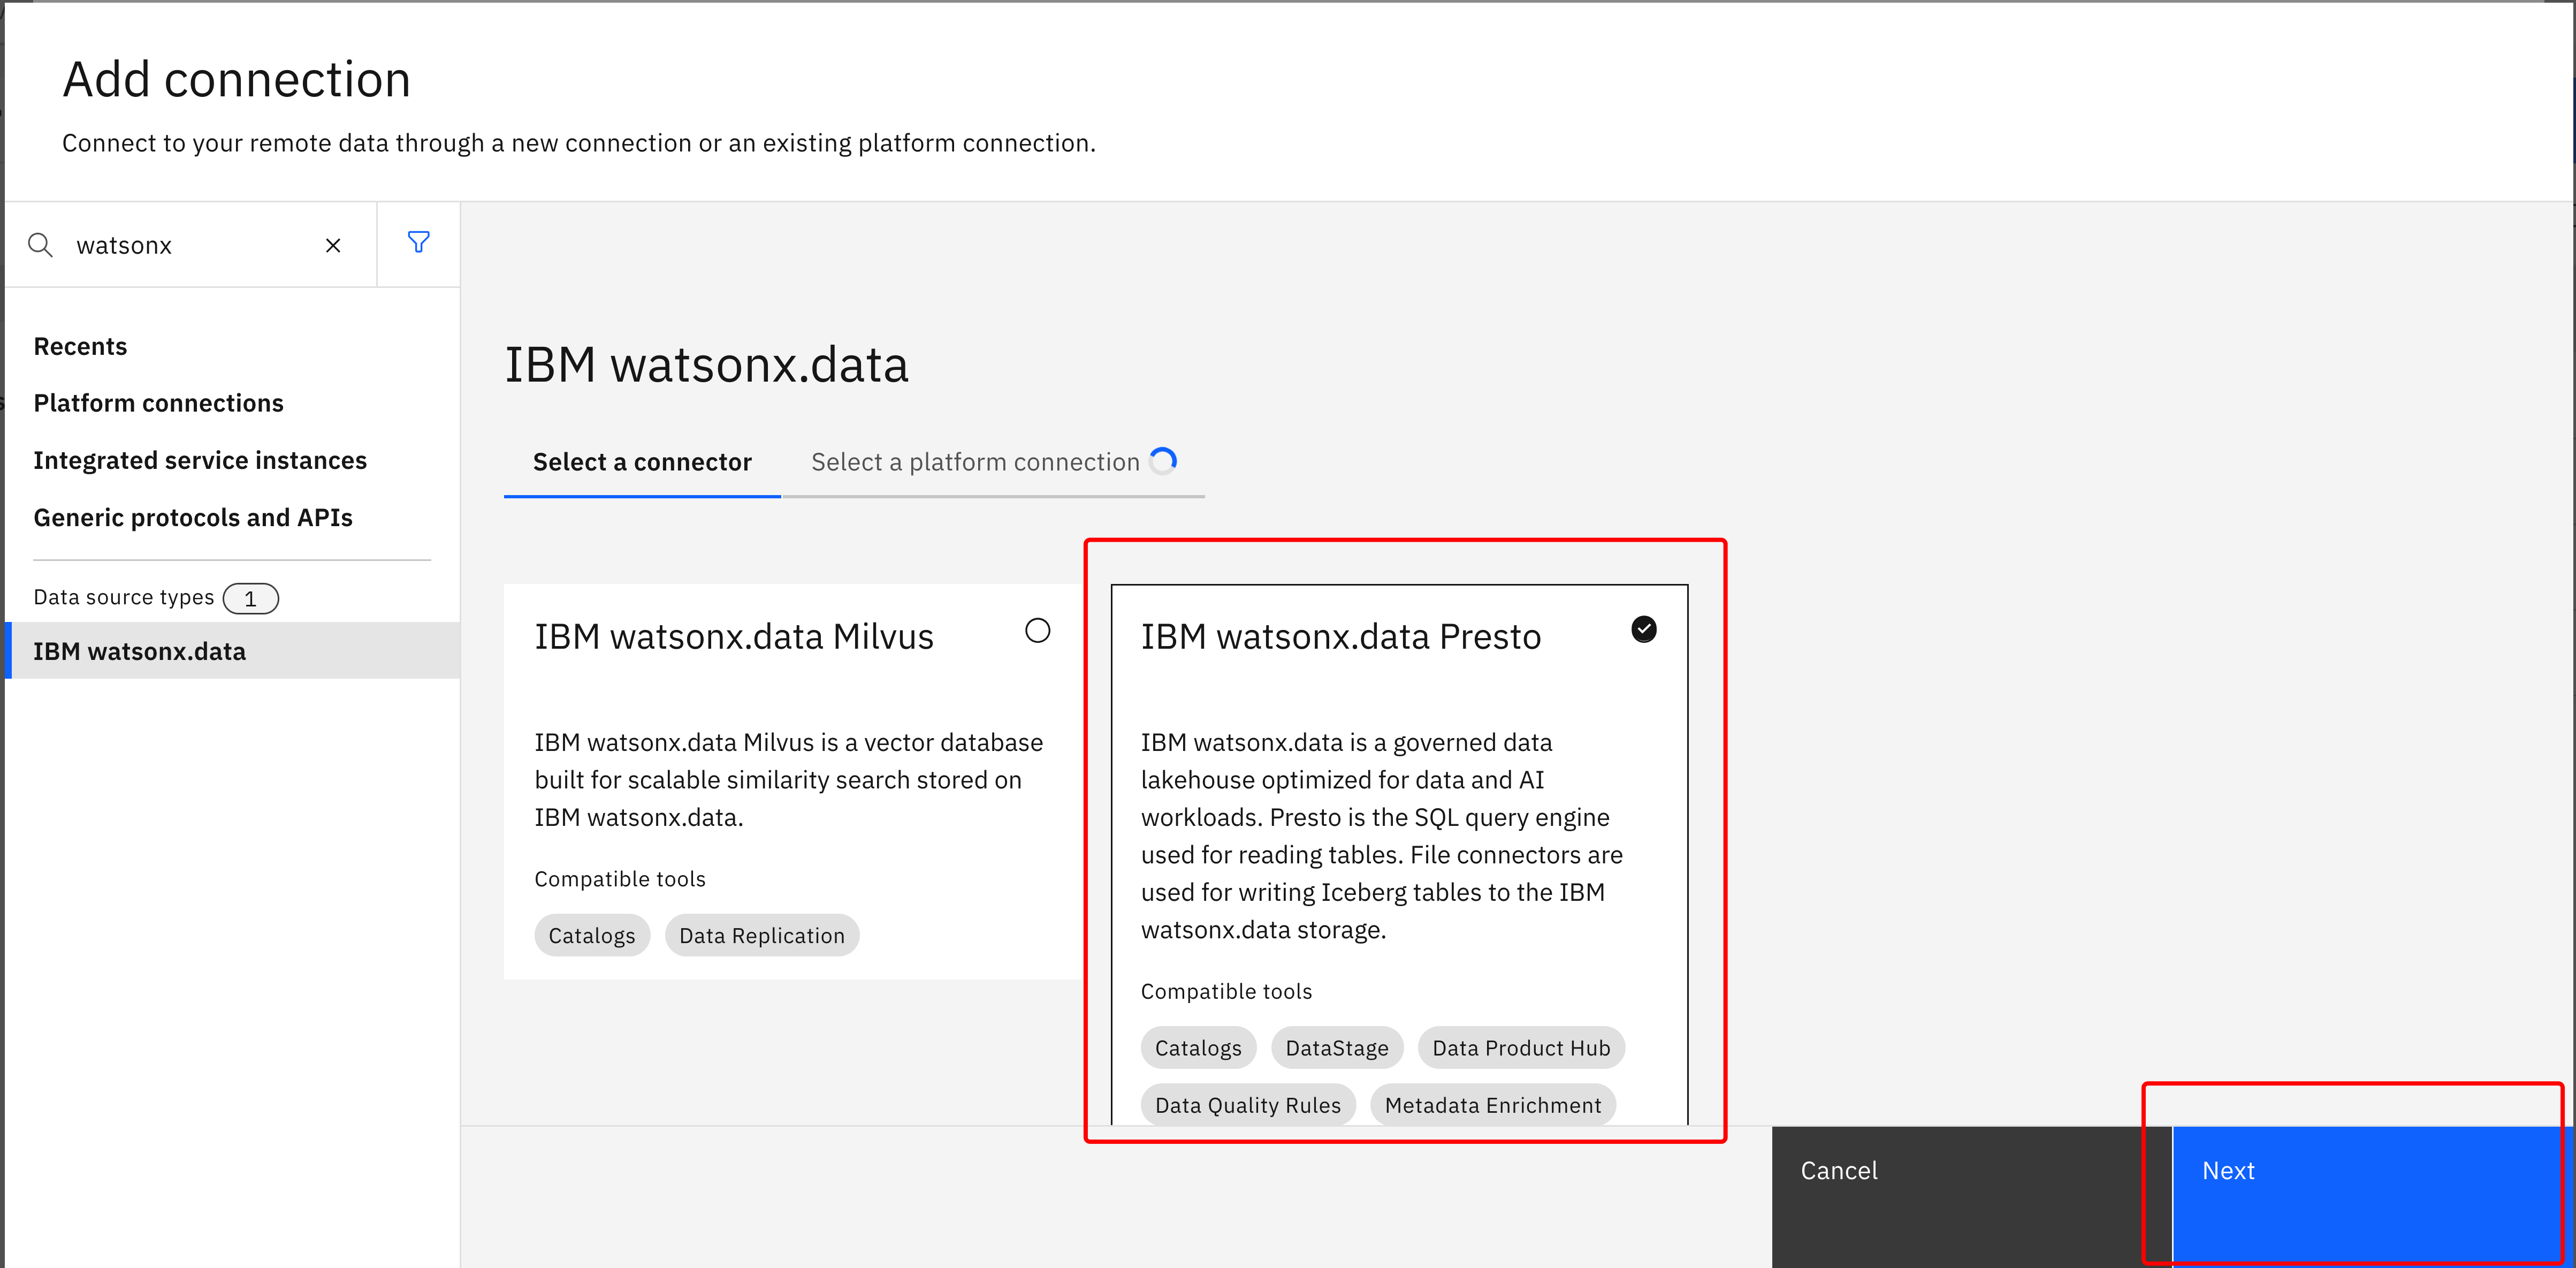 Add connection
Connect to your remote data through a new connection or an existing platform connection.
watsonx
Recents
Platform connections
Integrated service instances
Generic protocols and APIs
Data source types 1
IBM watsonx.data
IBM watsonx.data
Select a connector
Select a platform connection
IBM watsonx.data Milvus
IBM watsonx.data Milvus is a vector database
built for scalable similarity search stored on
IBM watsonx.data.
Compatible tools
Catalogs
Data Replication
IBM watsonx.data Presto
IBM watsonx.data is a governed data
lakehouse optimized for data and AI
workloads. Presto is the SQL query engine
used for reading tables. File connectors are
used for writing Iceberg tables to the IBM
watsonx.data storage.
Compatible tools
Catalogs
DataStage
Data Product Hub
Data Quality Rules
Metadata Enrichment
Cancel
Next